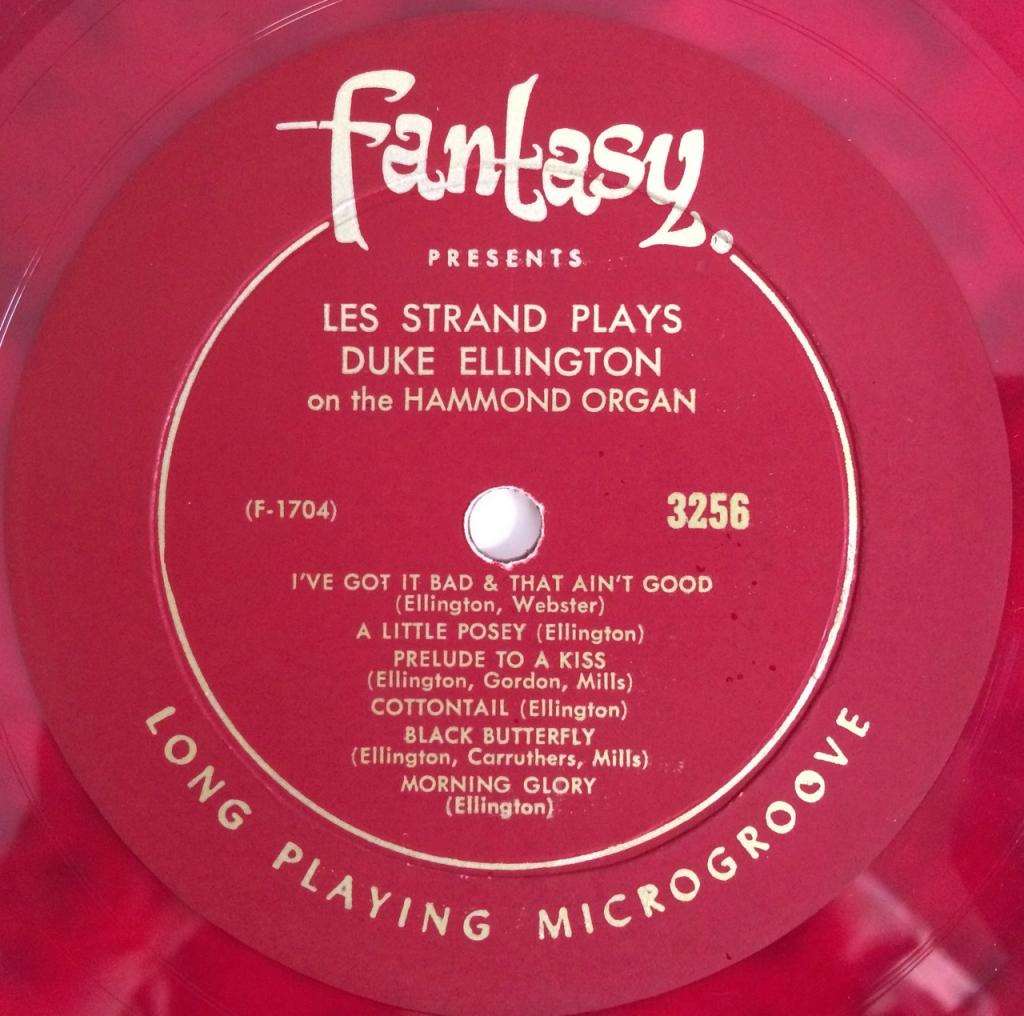 fantasy.
PRESENTS
LES STRAND PLAYS
DUKE ELLINGTON
on the HAMMOND ORGAN
(F-1704) 3256
I'VE GOT IT BAD & THAT AIN'T GOOD
(Ellington, Webster)
A LITTLE POSEY (Ellington)
PRELUDE TO A KISS
(Ellington, Gordon, Mills)
COTTONTAIL (Ellington)
BLACK BUTTERFLY
(Ellington, Carruthers, Mills)
MORNING GLORY
(Ellington)
LONG PLAYING MICROGROOVE